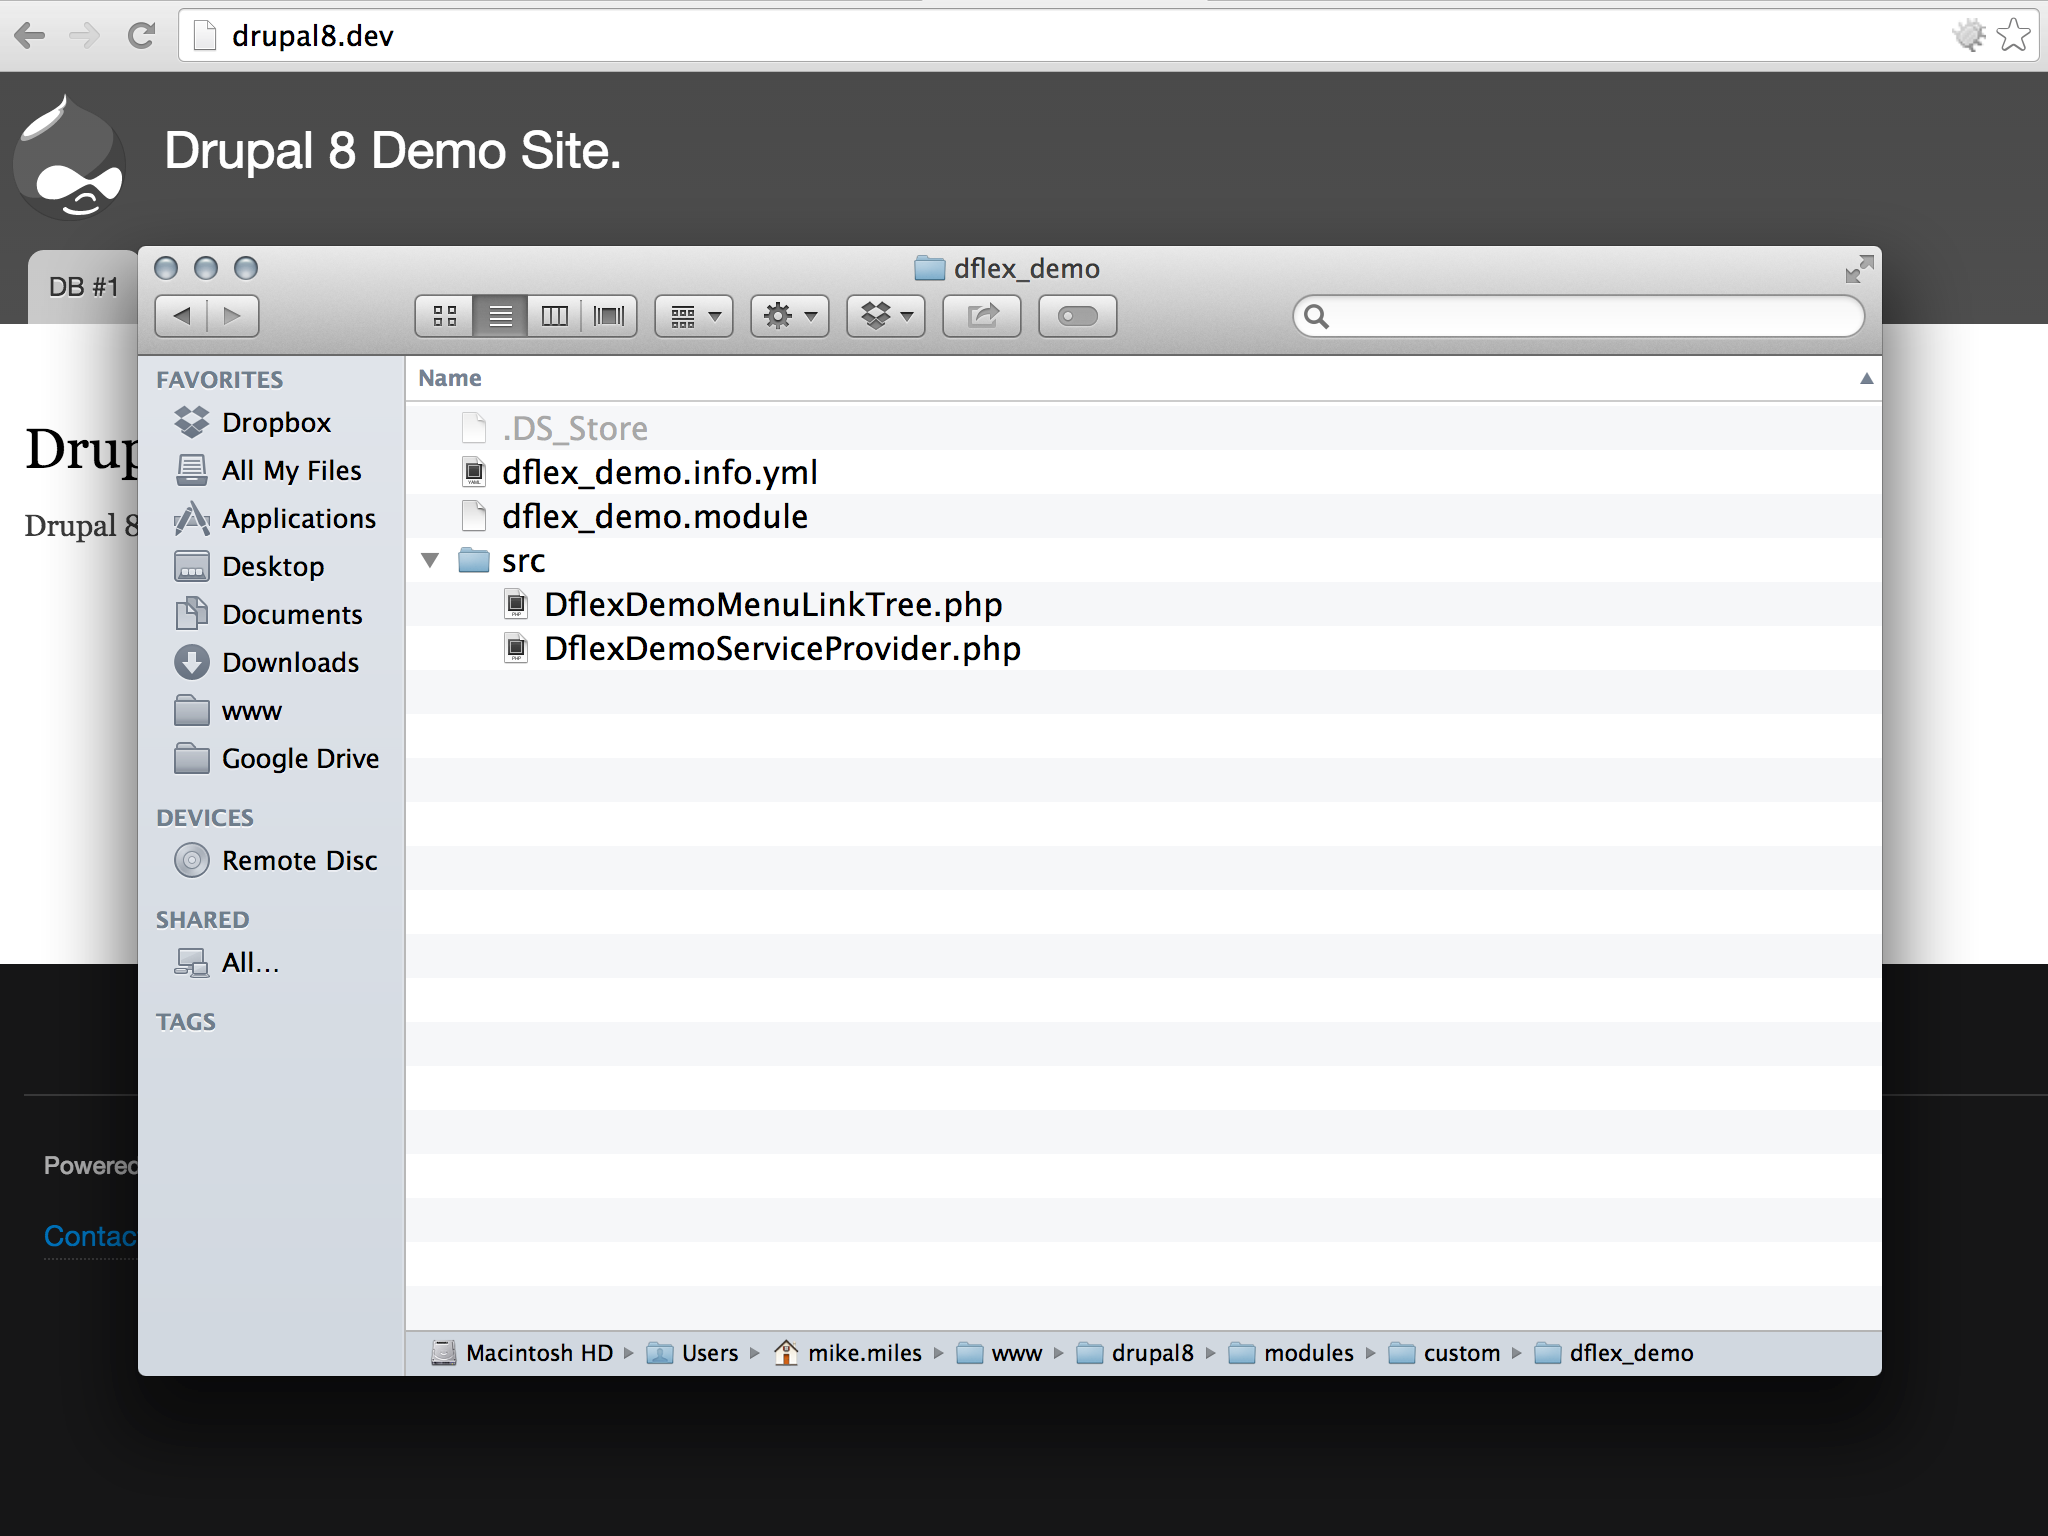 drupal8.dev
Drupal 8 Demo Site.
DB #1
dflex_demo
FAVORITES
Dropbox
All My Files
Applications
Desktop
Documents
Downloads
www
Google Drive
DEVICES
Remote Disc
SHARED
All...
TAGS
Name
.DS_Store
dflex_demo.info.yml
dflex_demo.module
src
DflexDemoMenuLinkTree.php
DflexDemoServiceProvider.php
Macintosh HD Users mike.miles www drupal8 modules custom dflex_demo
Drup
Drupal 8
Powered
Contac